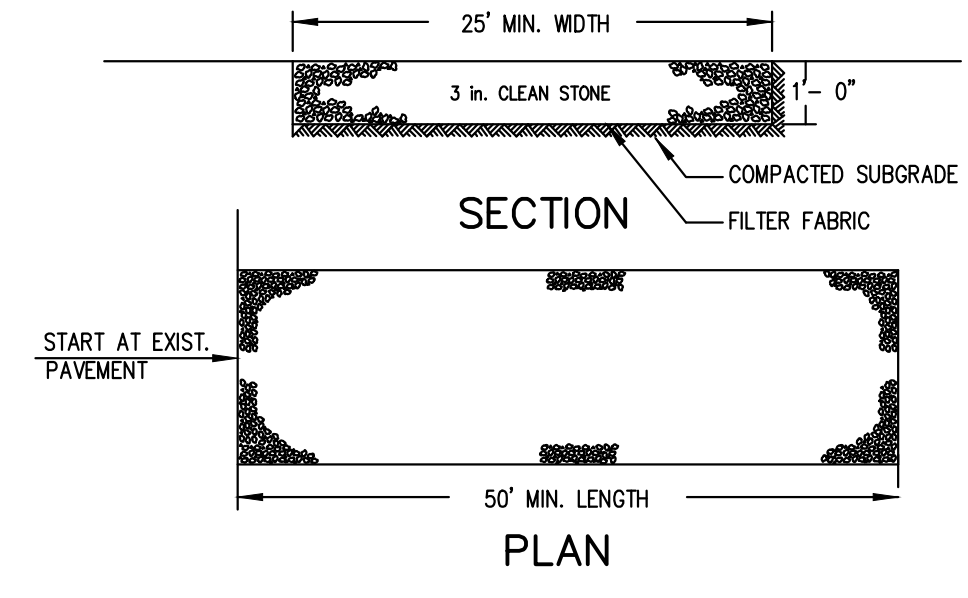 25' MIN. WIDTH
3 in. CLEAN STONE
1'- 0"
COMPACTED SUBGRADE
SECTION
FILTER FABRIC
START AT EXIST.
PAVEMENT
50' MIN. LENGTH
PLAN